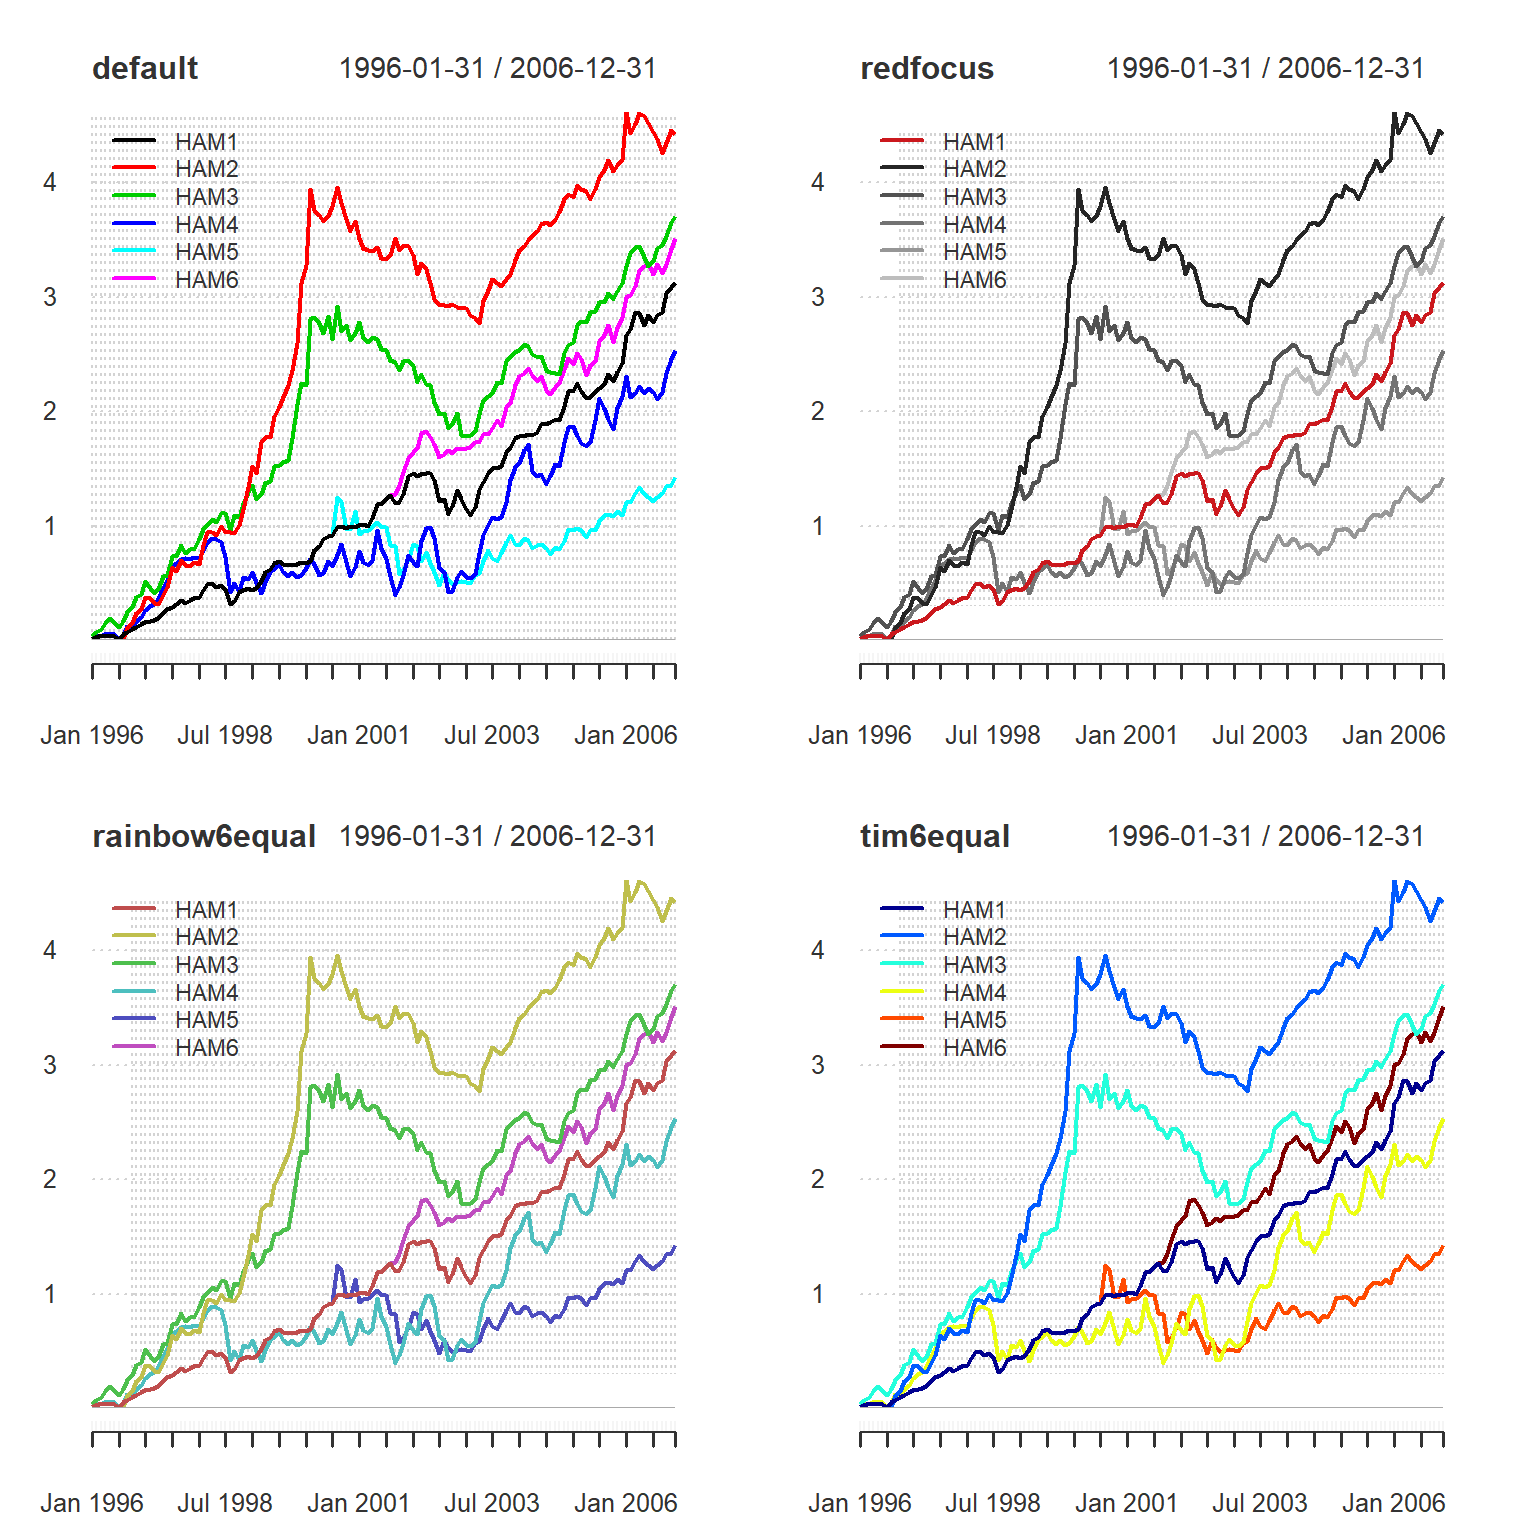 default 1996-01-31 / 2006-12-31
HAM1
HAM2
HAM3
HAM4
HAM5
HAM6
4
3
2
1
Jan 1996 Jul 1998 Jan 2001 Jul 2003 Jan 2006
redfocus 1996-01-31 / 2006-12-31
HAM1
HAM2
HAM3
HAM4
HAM5
HAM6
4
3
2
1
Jan 1996 Jul 1998 Jan 2001 Jul 2003 Jan 2006
rainbow6equal 1996-01-31 / 2006-12-31
HAM1
HAM2
HAM3
HAM4
HAM5
HAM6
4
3
2
1
Jan 1996 Jul 1998 Jan 2001 Jul 2003 Jan 2006
tim6equal 1996-01-31 / 2006-12-31
HAM1
HAM2
HAM3
HAM4
HAM5
HAM6
4
3
2
1
Jan 1996 Jul 1998 Jan 2001 Jul 2003 Jan 2006